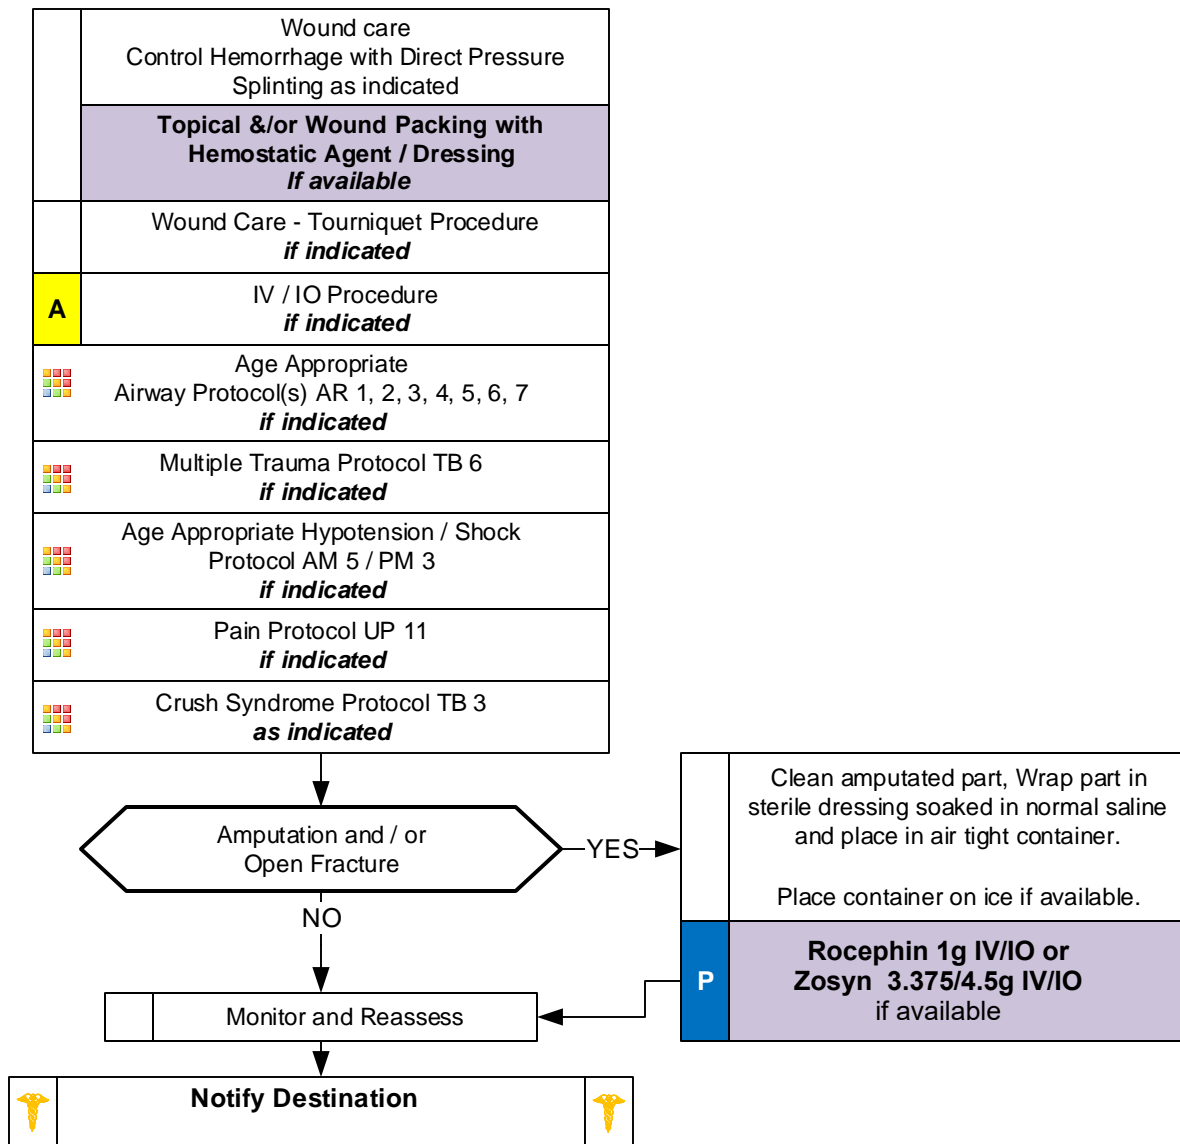 Wound care
Control Hemorrhage with Direct Pressure
Splinting as indicated
Topical &/or Wound Packing with
Hemostatic Agent / Dressing
If available
Wound Care - Tourniquet Procedure
if indicated
A
IV / IO Procedure
if indicated
Age Appropriate
Airway Protocol(s) AR 1, 2, 3, 4, 5, 6, 7
if indicated
Multiple Trauma Protocol TB 6
if indicated
Age Appropriate Hypotension / Shock
Protocol AM 5 / PM 3
if indicated
Pain Protocol UP 11
if indicated
Crush Syndrome Protocol TB 3
as indicated
Amputation and / or
Open Fracture
YES
NO
Clean amputated part, Wrap part in
sterile dressing soaked in normal saline
and place in air tight container.
Place container on ice if available.
P
Rocephin 1g IV/IO or
Zosyn 3.375/4.5g IV/IO
if available
Monitor and Reassess
Notify Destination